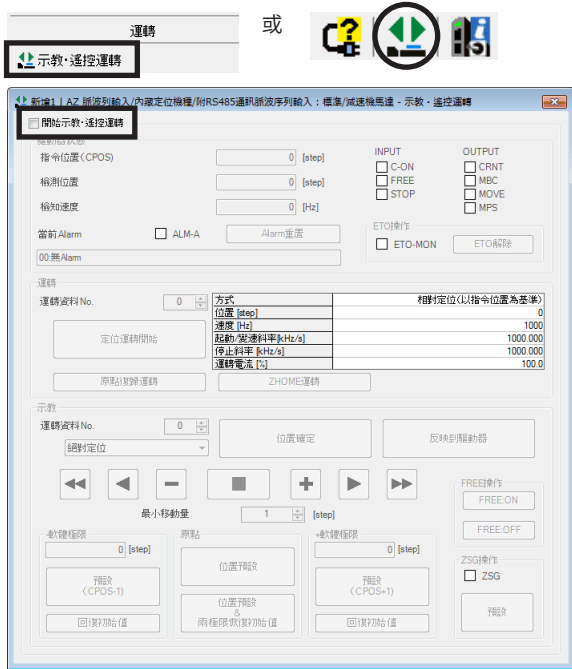 運轉
或
示教·遙控運轉
新增1 | AZ 脈波列輸入/內藏定位機種/附RS485通訊脈波序列輸入：標準/減速機馬達 - 示教·遙控運轉
開始示教·遙控運轉
驅動器狀態
指令位置(CPOS) 0 [step]
檢測位置 0 [step]
檢知速度 0 [Hz]
INPUT
C-ON
FREE
STOP
OUTPUT
CRNT
MBC
MOVE
MPS
當前 Alarm ALM-A Alarm重置
00:無Alarm
ETO操作
ETO-MON ETO解除
運轉
運轉資料No. 0
定位運轉開始
原點復歸運轉 ZHOME運轉
方式 相對定位(以指令位置為基準)
位置 [step] 0
速度 [Hz] 1000
起動/變速斜率[kHz/s] 1000.000
停止斜率 [kHz/s] 1000.000
運轉電流 [%] 100.0
示教
運轉資料No. 0
絕對定位
位置確定
反映到驅動器
最小移動量 1 [step]
FREE操作
FREE:ON
FREE:OFF
-軟體極限
0 [step]
預設
(CPOS-1)
回復初始值
原點
位置預設
位置預設
&
兩極限恢復初始值
+軟體極限
0 [step]
預設
(CPOS+1)
回復初始值
ZSG操作
ZSG
預設